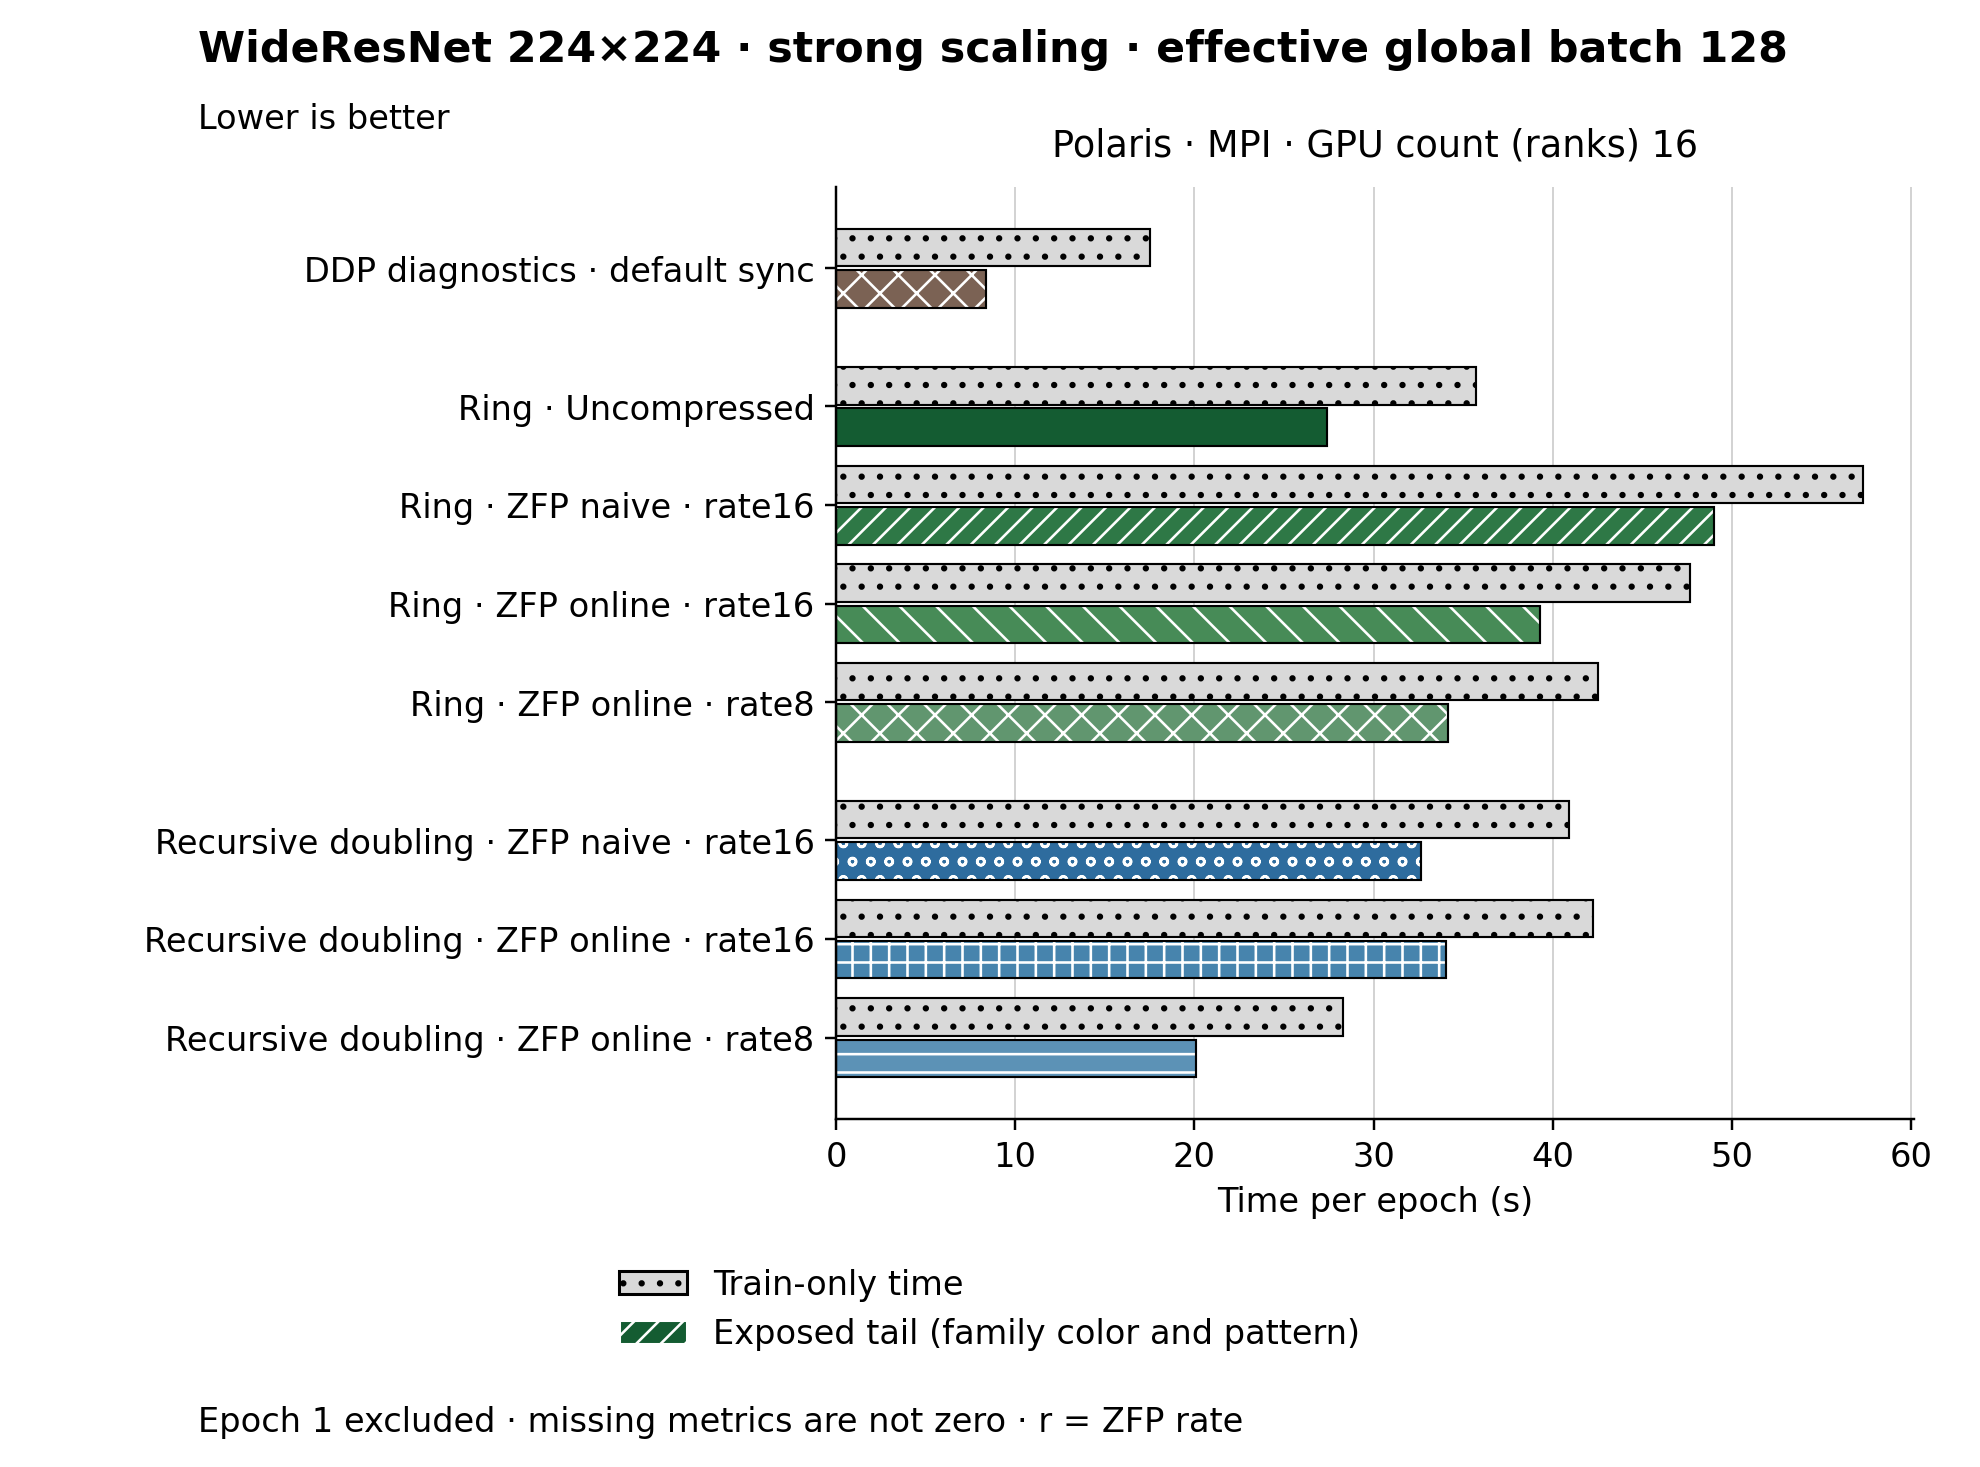 WideResNet 224×224 · strong scaling · effective global batch 128
Lower is better
Polaris · MPI · GPU count (ranks) 16
DDP diagnostics · default sync
Ring · Uncompressed
Ring · ZFP naive · rate16
Ring · ZFP online · rate16
Ring · ZFP online · rate8
Recursive doubling · ZFP naive · rate16
Recursive doubling · ZFP online · rate16
Recursive doubling · ZFP online · rate8
0 10 20 30 40 50 60
Time per epoch (s)
Train-only time
Exposed tail (family color and pattern)
Epoch 1 excluded · missing metrics are not zero · r = ZFP rate